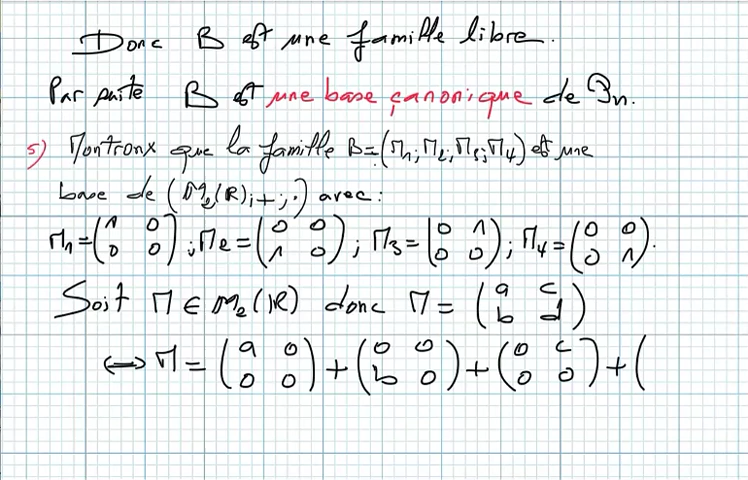 Donc B est une famille libre.
Par suite B est une base canonique de Pn.
5) Montrons que la famille B=(M1; M2; M3; M4) est une
base de (M2(R); +; .) avec:
M1=(1 0 0 0); M2=(0 0 1 0); M3=(0 1 0 0); M4=(0 0 0 1).
Soit M ∈ M2(R) donc M = (a c b d)
⟺ M = (a 0 0 0) + (0 0 b 0) + (0 c 0 0) + (